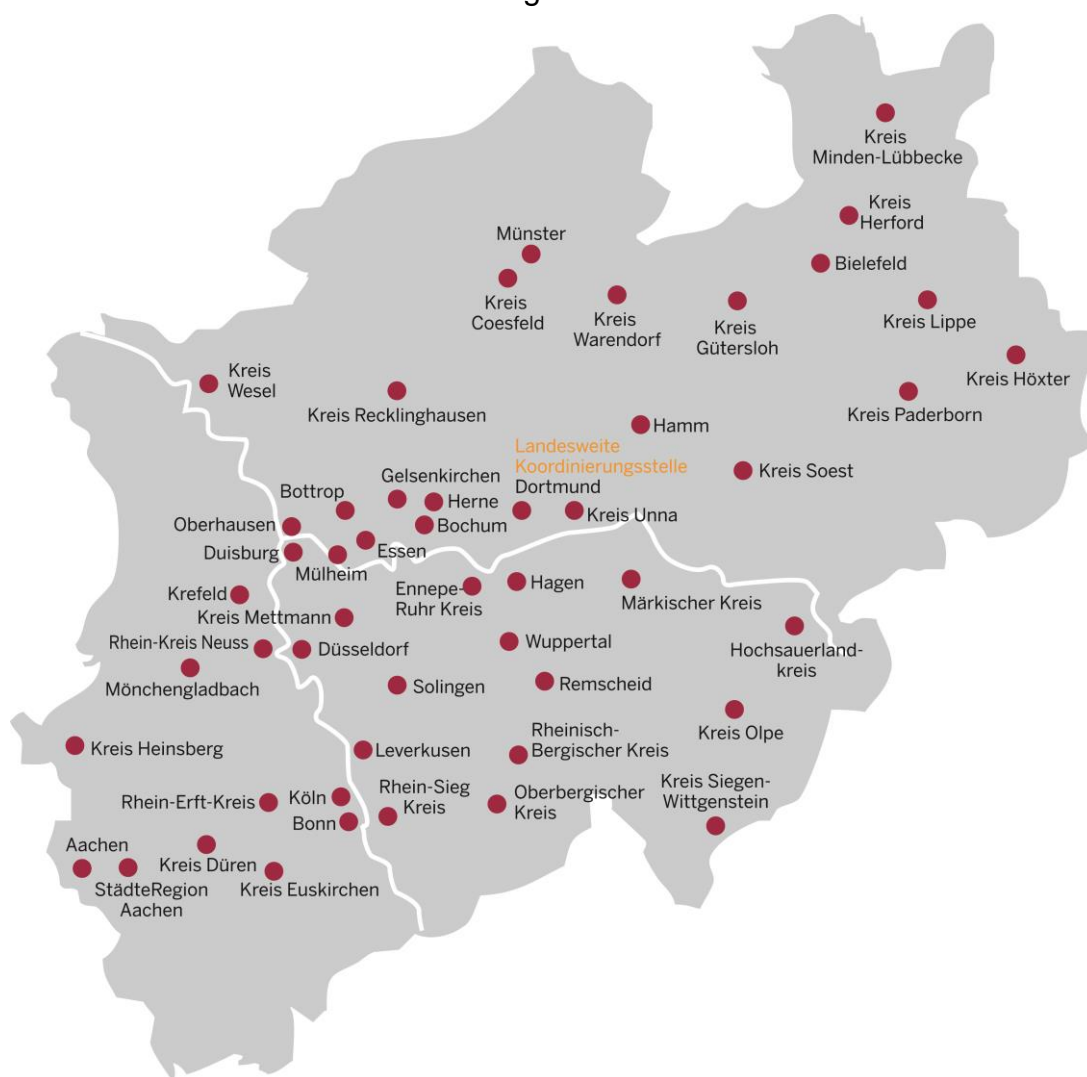 g
Kreis
Minden-Lübbecke
Kreis
Herford
Münster
Bielefeld
Kreis
Coesfeld
Kreis
Warendorf
Kreis
Gütersloh
Kreis Lippe
Kreis Höxter
Kreis
Wesel
Kreis Recklinghausen
Kreis Paderborn
Hamm
Landesweite
Koordinierungsstelle
Dortmund
Kreis Soest
Gelsenkirchen
Bottrop
Herne
Oberhausen
Bochum
Kreis Unna
Duisburg
Essen
Mülheim
Krefeld
Ennepe-
Ruhr Kreis
Hagen
Märkischer Kreis
Kreis Mettmann
Rhein-Kreis Neuss
Düsseldorf
Wuppertal
Hochsauerland-
kreis
Mönchengladbach
Solingen
Remscheid
Kreis Olpe
Kreis Heinsberg
Leverkusen
Rheinisch-
Bergischer Kreis
Kreis Siegen-
Wittgenstein
Rhein-Erft-Kreis
Köln
Bonn
Rhein-Sieg
Kreis
Oberbergischer
Kreis
Aachen
StädteRegion
Aachen
Kreis Düren
Kreis Euskirchen